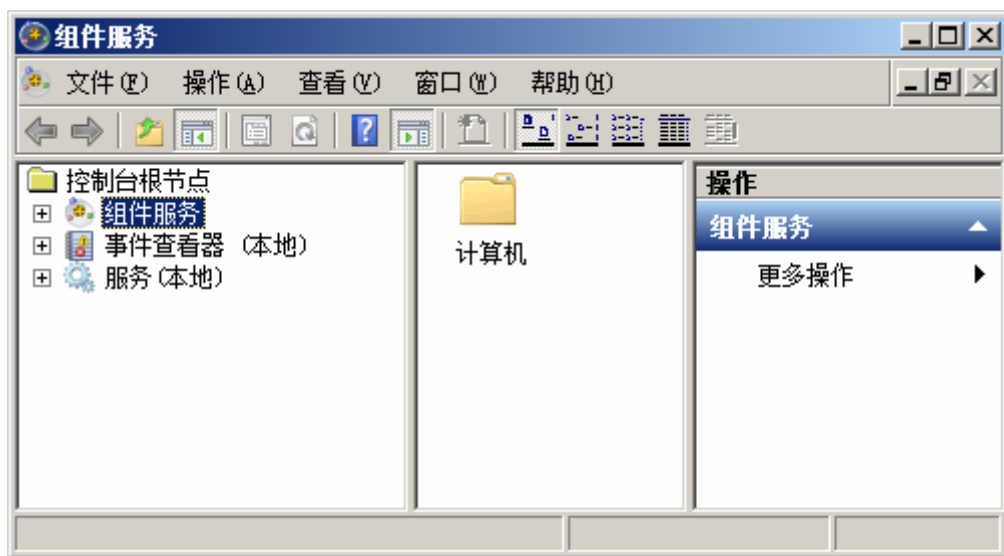 组件服务
文件(F) 操作(A) 查看(V) 窗口(W) 帮助(H)
控制台根节点
组件服务
事件查看器 (本地)
服务(本地)
计算机
操作
组件服务
更多操作